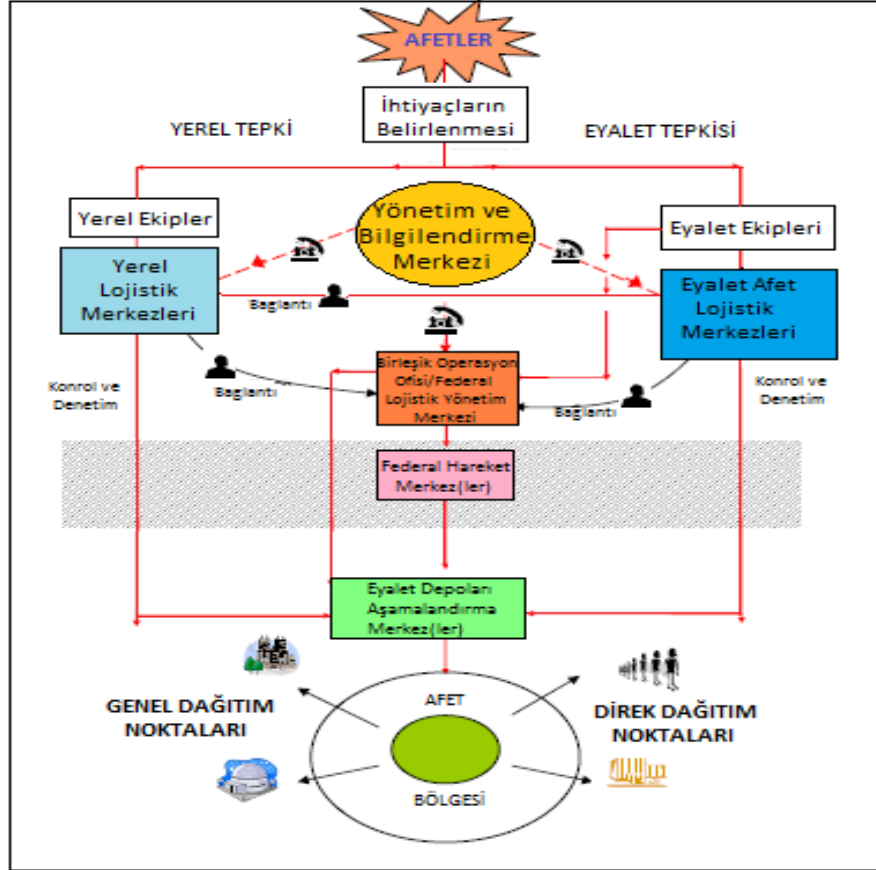 AFETLER
İhtiyaçların
Belirlenmesi
YEREL TEPKİ
EYALET TEPKİSİ
Yerel Ekipler
Yönetim ve
Bilgilendirme
Merkezi
Eyalet Ekipleri
Yerel
Lojistik
Merkezleri
Bağlantı
Eyalet Afet
Lojistik
Merkezleri
Konrol ve
Denetim
Bağlantı
Birleşik Operasyon
Ofisi/Federal
Lojistik Yönetim
Merkezi
Bağlantı
Konrol ve
Denetim
Federal Hareket
Merkez(ler)
Eyalet Depoları
Aşamalandırma
Merkez(ler)
GENEL DAĞITIM
NOKTALARI
AFET
BÖLGESİ
DİREK DAĞITIM
NOKTALARI